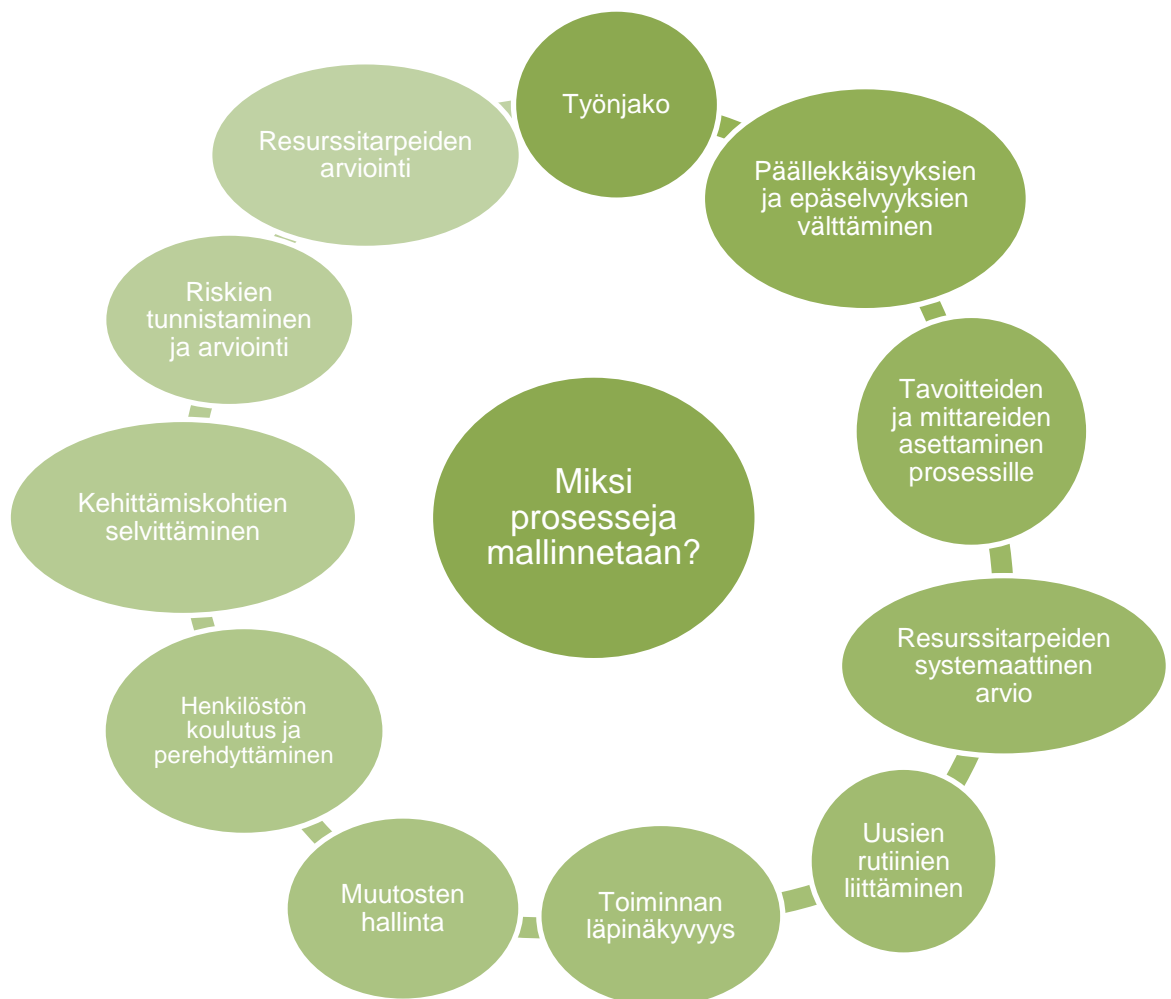 Työnjako
Päällekkäisyyksien
ja epäselvyyksien
välttäminen
Tavoitteiden
ja mittareiden
asettaminen
prosessille
Resurssitarpeiden
systemaattinen
arvio
Uusien
rutiinien
liittäminen
Toiminnan
läpinäkyvyys
Muutosten
hallinta
Henkilöstön
koulutus ja
perehdyttäminen
Kehittämiskohtien
selvittäminen
Riskien
tunnistaminen
ja arviointi
Resurssitarpeiden
arviointi
Miksi
prosesseja
mallinnetaan?